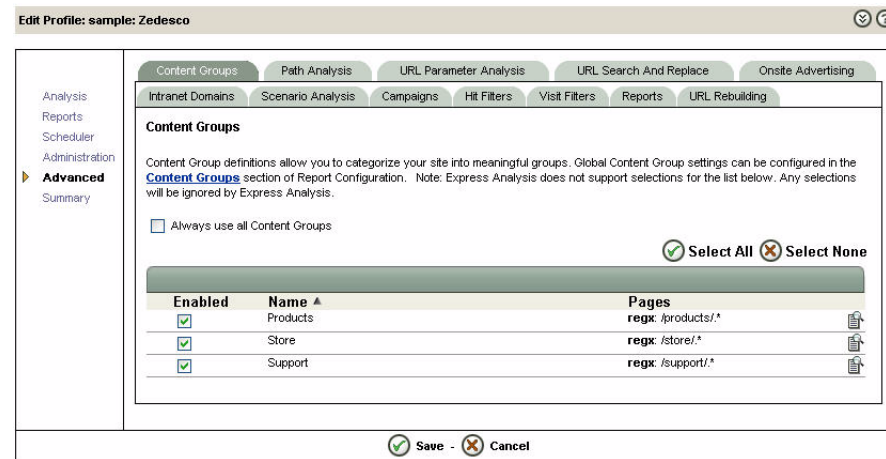 Edit Profile: sample: Zedesco
Content Groups Path Analysis URL Parameter Analysis URL Search And Replace Onsite Advertising
Intranet Domains Scenario Analysis Campaigns Hit Filters Visit Filters Reports URL Rebuilding
Analysis
Reports
Scheduler
Administration
Advanced
Summary
Content Groups
Content Group definitions allow you to categorize your site into meaningful groups. Global Content Group settings can be configured in the
Content Groups section of Report Configuration. Note: Express Analysis does not support selections for the list below. Any selections
will be ignored by Express Analysis.
Always use all Content Groups
Select All Select None
Enabled Name Pages
Products regx: /products/.*
Store regx: /store/.*
Support regx: /support/.*
Save - Cancel